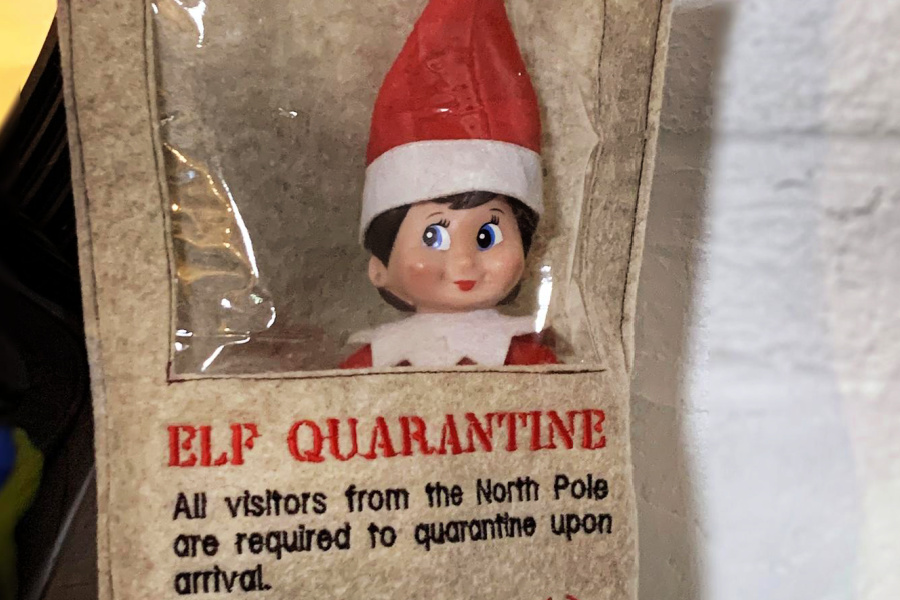 ELF QUARANTINE
All visitors from the North Pole
are required to quarantine upon
arrival.